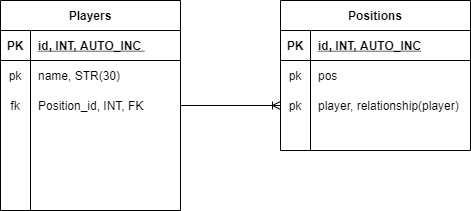 Players
PK id, INT, AUTO_INC
pk name, STR(30)
fk Position_id, INT, FK
Positions
PK id, INT, AUTO_INC
pk pos
pk player, relationship(player)